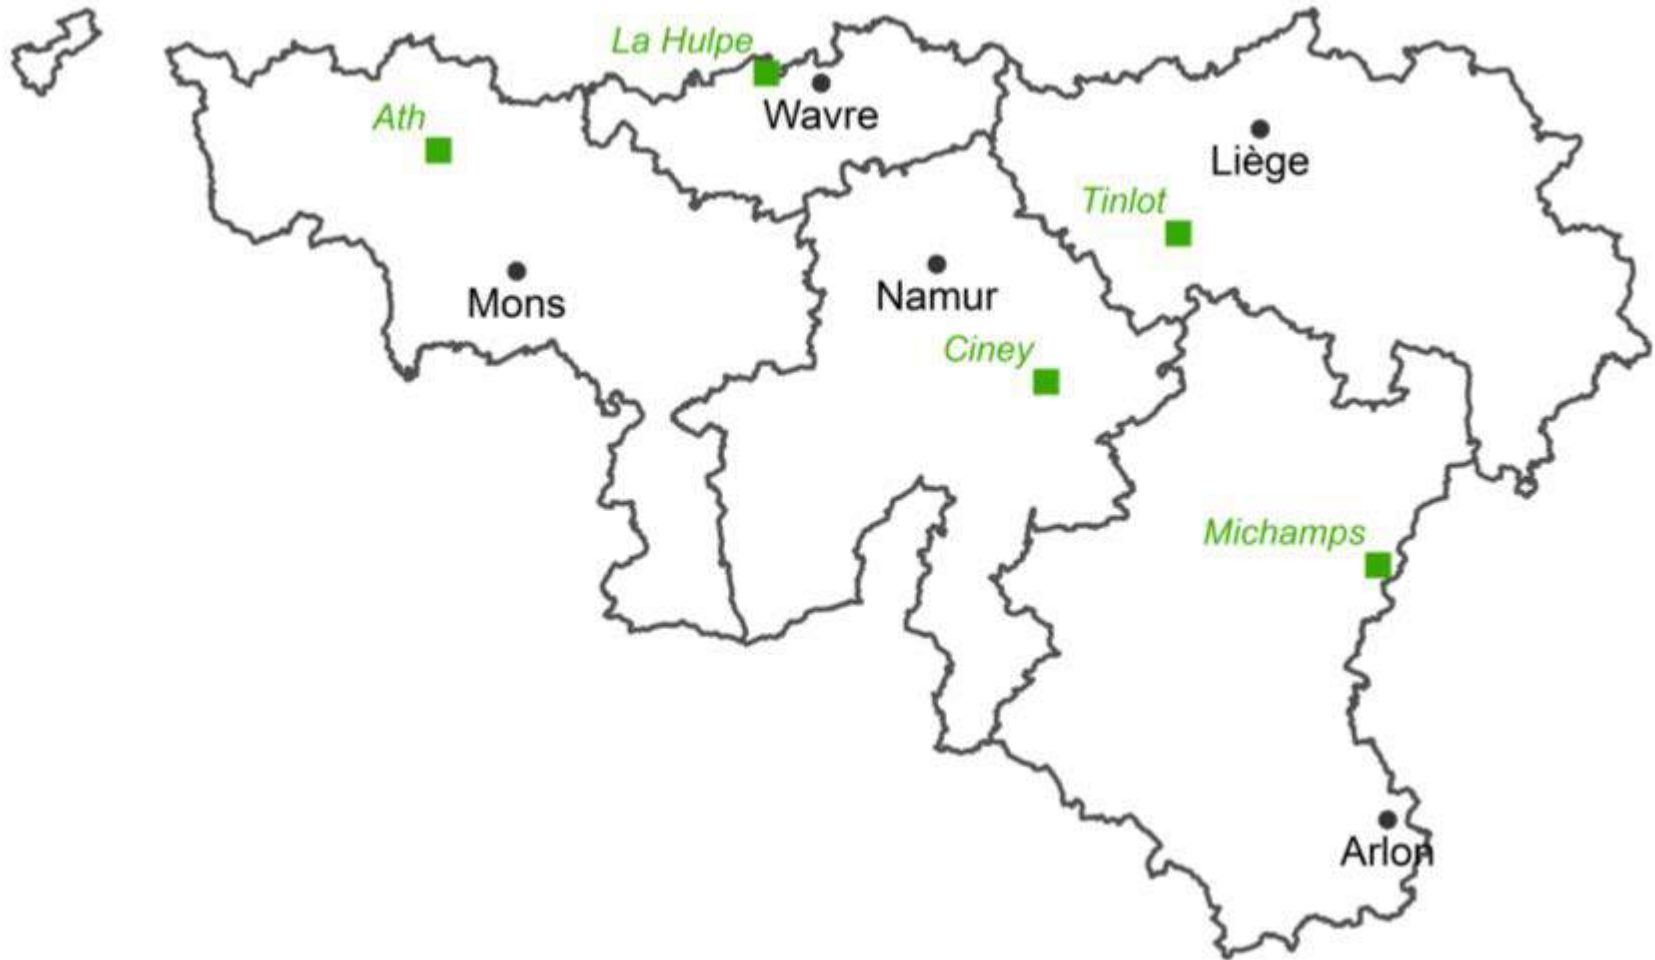 La Hulpe
Ath
Wavre
Liège
Tinlot
Mons
Namur
Ciney
Michamps
Arlon